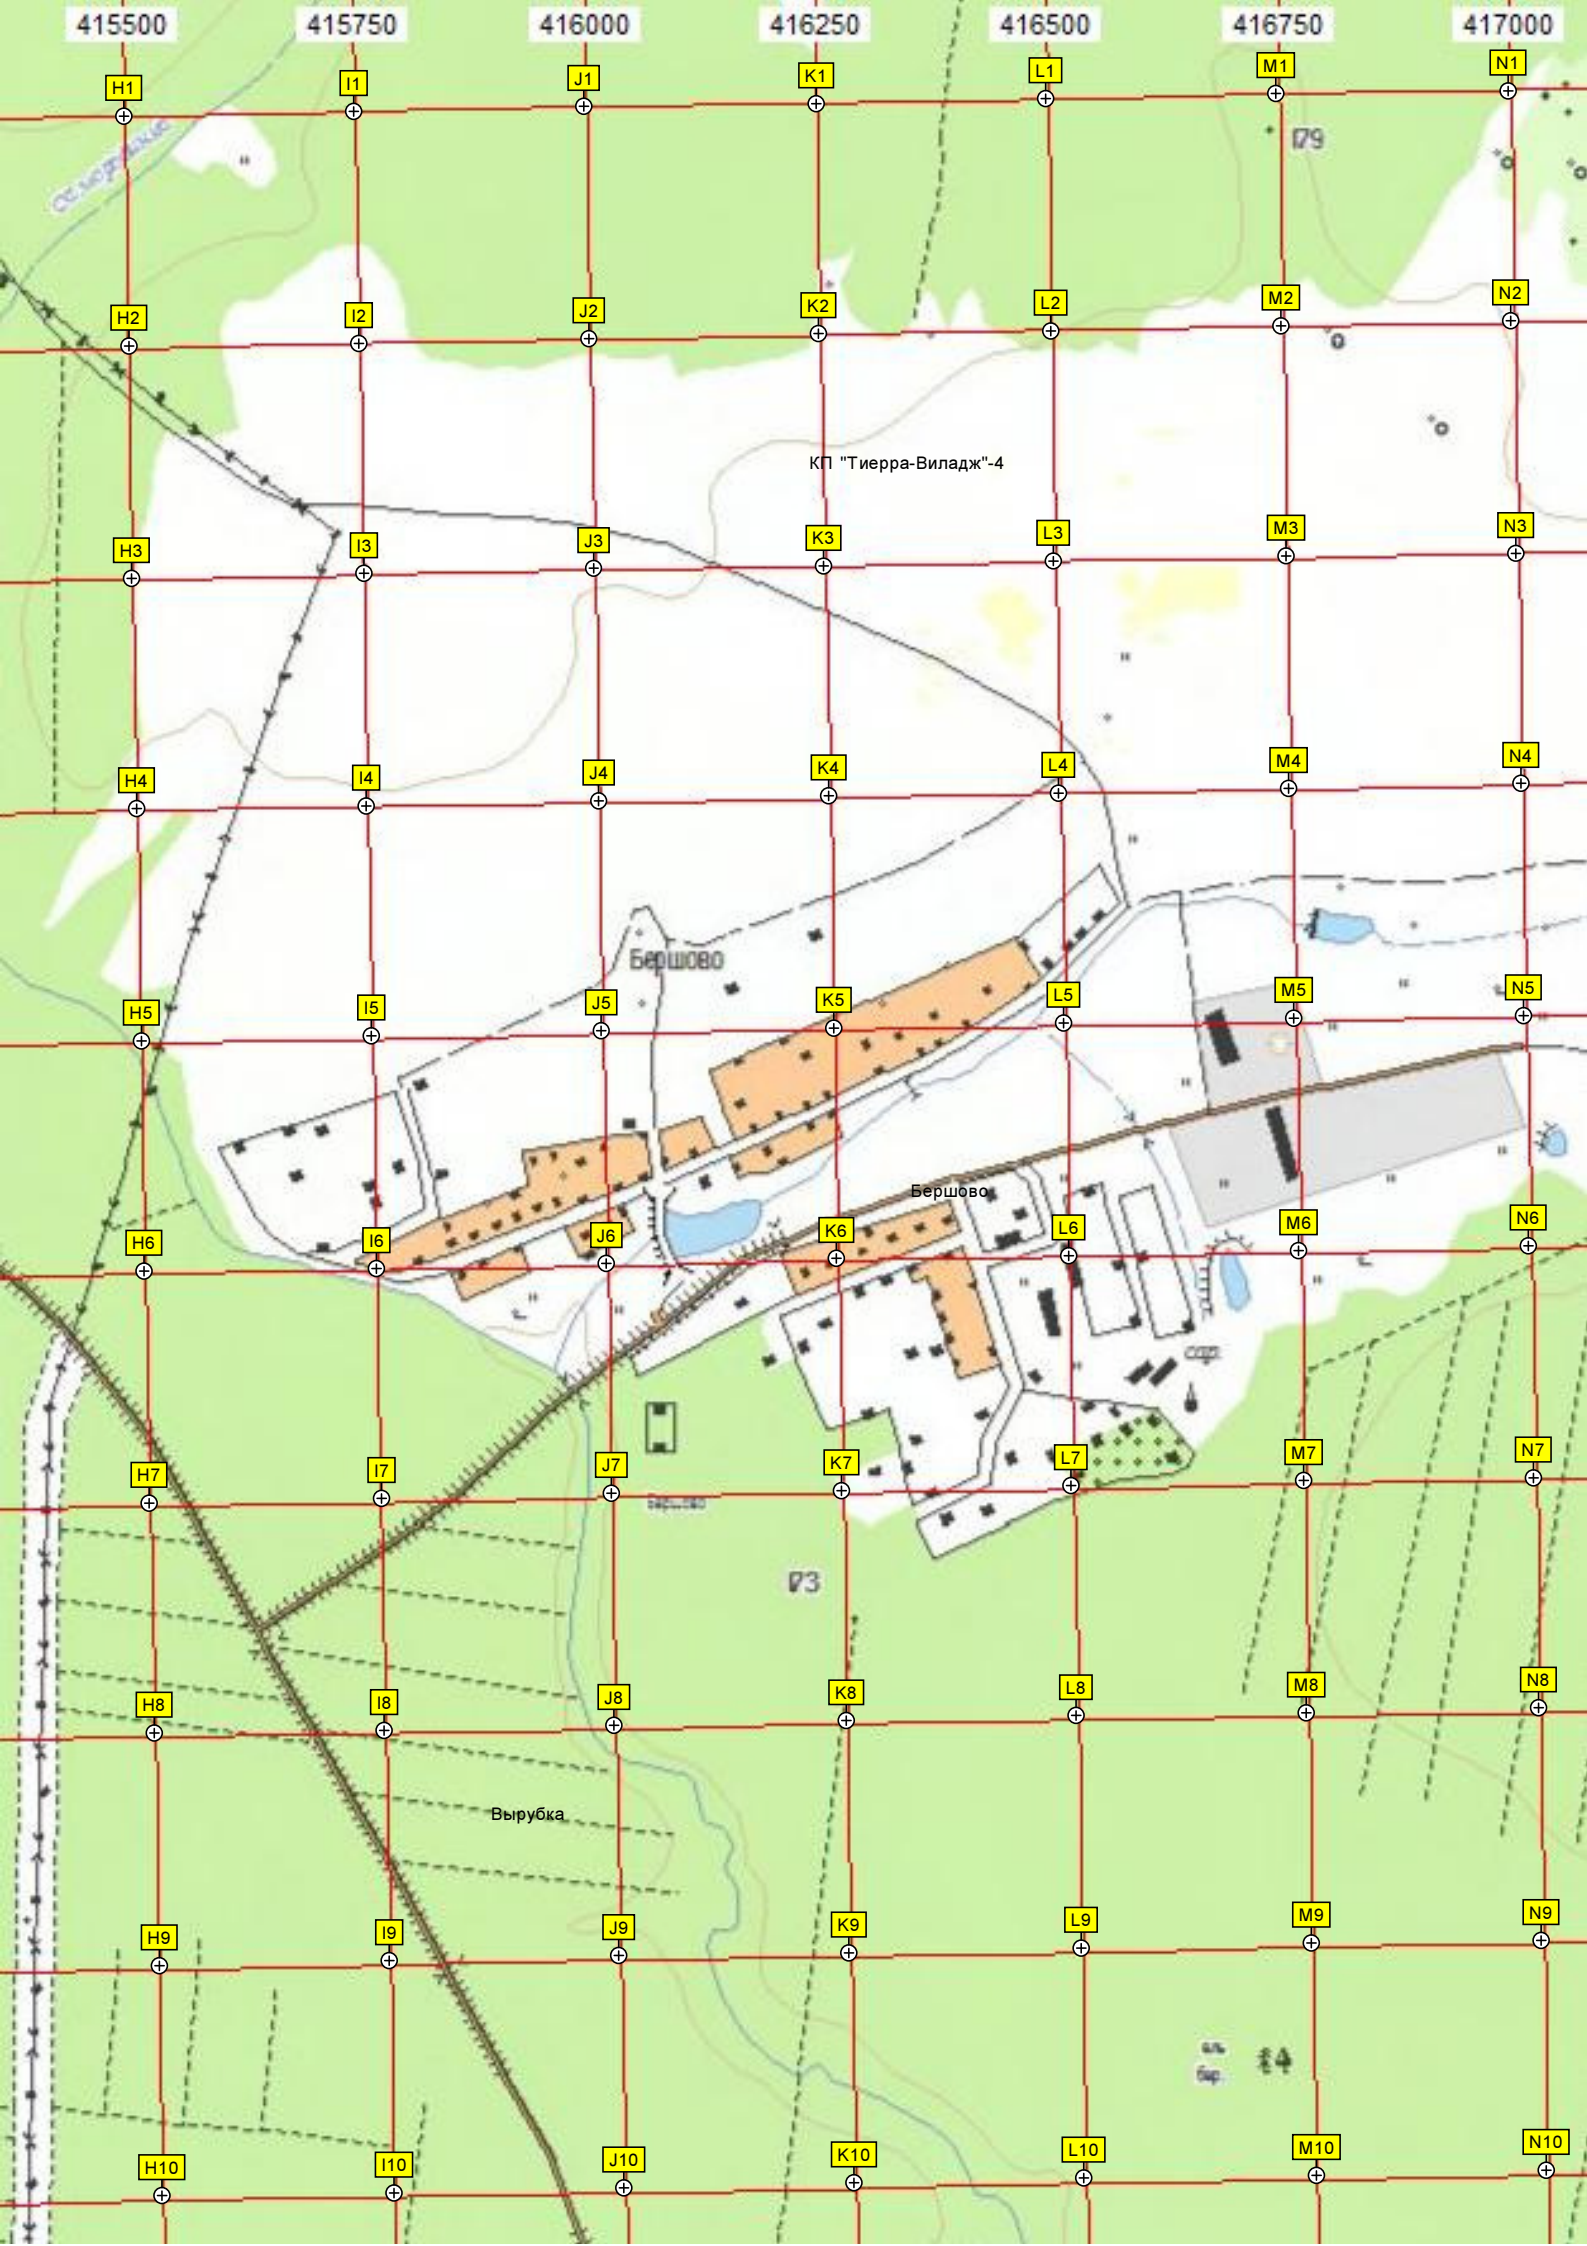 415500 415750 416000 416250 416500 416750 417000
H1 I1 J1 K1 L1 M1 N1
179
H2 I2 J2 K2 L2 M2 N2
КП "Тиерра-Виладж"-4
H3 I3 J3 K3 L3 M3 N3
H4 I4 J4 K4 L4 M4 N4
Бершово
H5 I5 J5 K5 L5 M5 N5
Бершово
H6 I6 J6 K6 L6 M6 N6
сар.
H7 I7 J7 K7 L7 M7 N7
Бершово
173
H8 I8 J8 K8 L8 M8 N8
Вырубка
H9 I9 J9 K9 L9 M9 N9
ель
4
H10 I10 J10 K10 L10 M10 N10